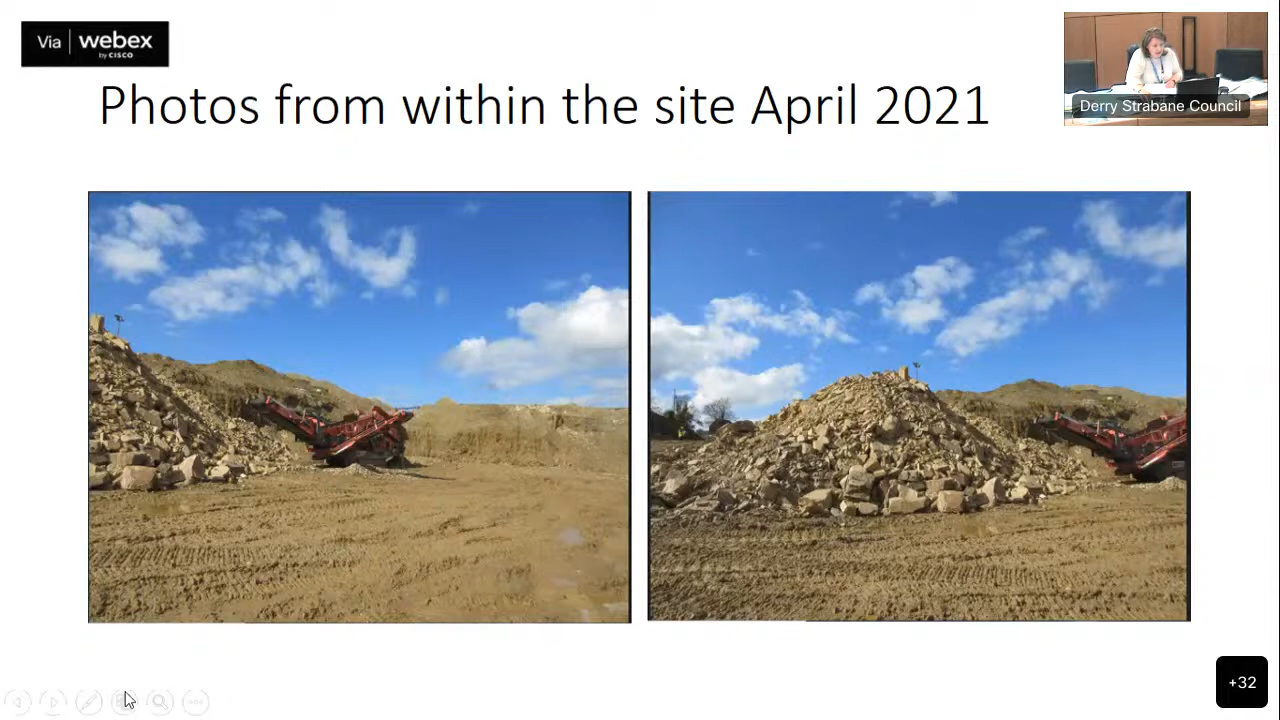 Via webex
by CISCO
Photos from within the site April 2021
Derry Strabane Council
+32